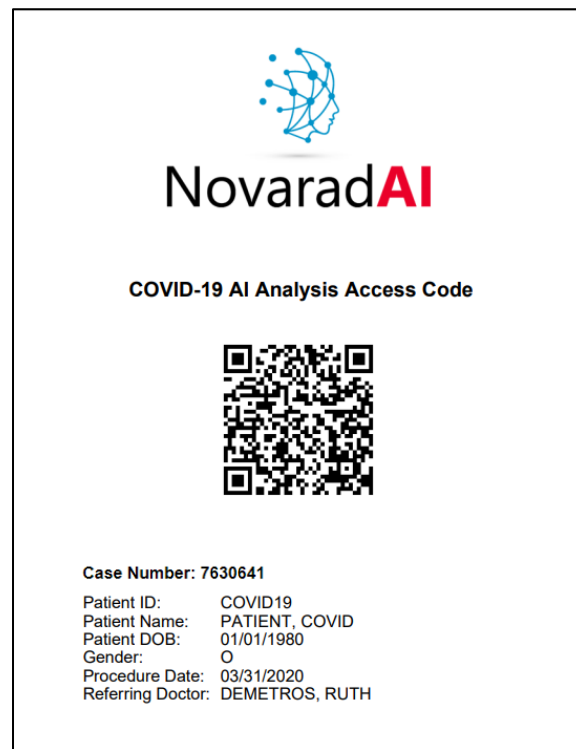 NovaradAI
COVID-19 AI Analysis Access Code
Case Number: 7630641
Patient ID: COVID19
Patient Name: PATIENT, COVID
Patient DOB: 01/01/1980
Gender: O
Procedure Date: 03/31/2020
Referring Doctor: DEMETROS, RUTH